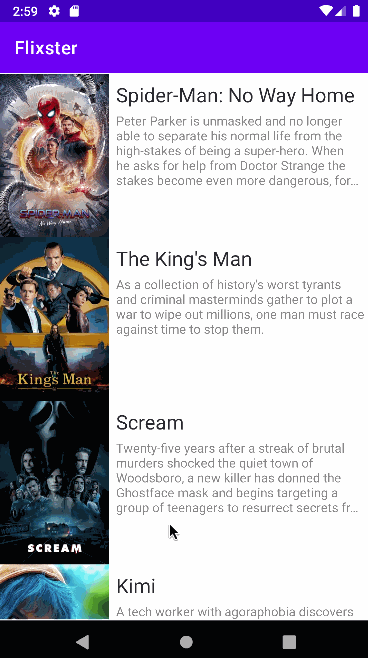 2:59
Flixster
Spider-Man: No Way Home
Peter Parker is unmasked and no longer
able to separate his normal life from the
high-stakes of being a super-hero. When
he asks for help from Doctor Strange the
stakes become even more dangerous, for…
SPIDER-MAN
No Way Home
The King's Man
As a collection of history's worst tyrants
and criminal masterminds gather to plot a
war to wipe out millions, one man must race
against time to stop them.
The
King's Man
Scream
Twenty-five years after a streak of brutal
murders shocked the quiet town of
Woodsboro, a new killer has donned the
Ghostface mask and begins targeting a
group of teenagers to resurrect secrets fr…
SCREAM
Kimi
A tech worker with agoraphobia discovers